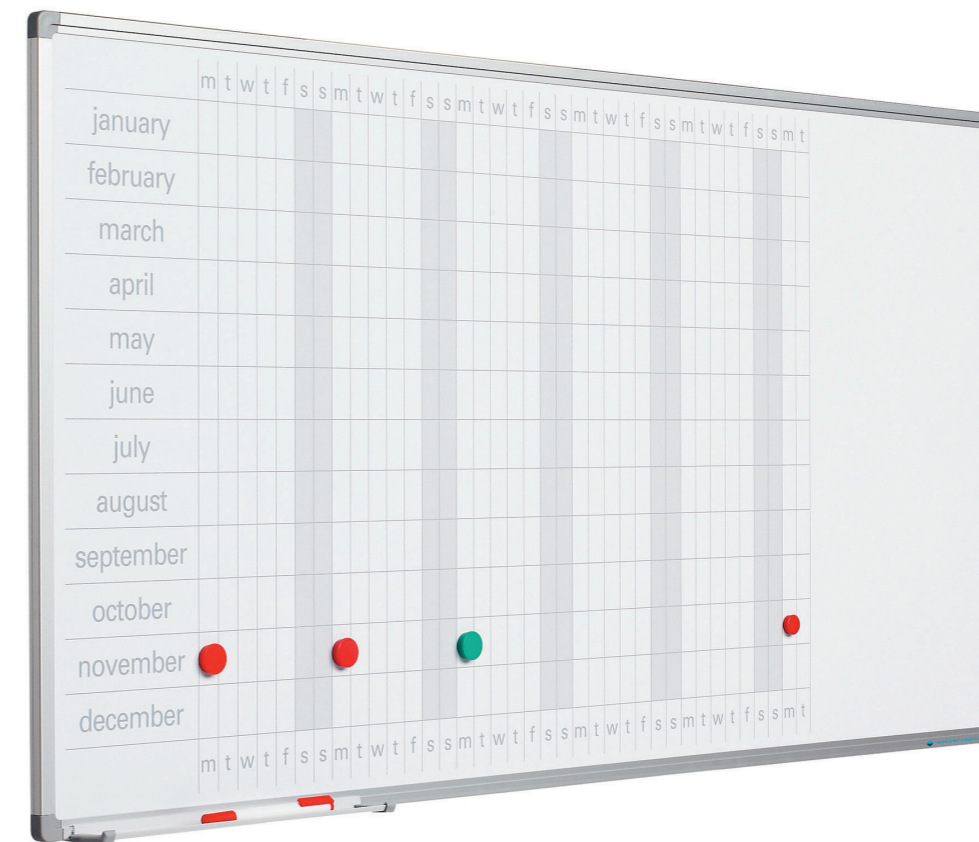 m t w t f s s m t w t f s s m t w t f s s m t w t f s s m t w t f s s m t
january
february
march
april
may
june
july
august
september
october
november
december
m t w t f s s m t w t f s s m t w t f s s m t w t f s s m t w t f s s m t